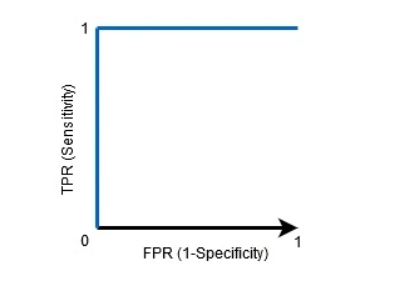 1
TPR (Sensitivity)
0
1
FPR (1-Specificity)